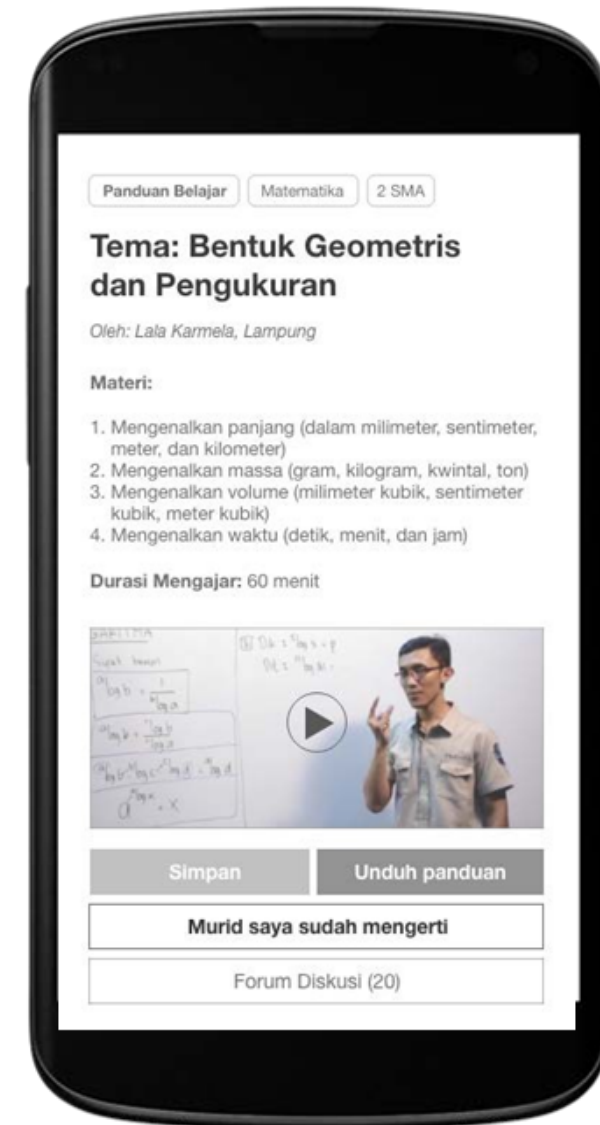 Panduan Belajar Matematika 2 SMA
Tema: Bentuk Geometris
dan Pengukuran
Oleh: Lala Karmela, Lampung
Materi:
1. Mengenalkan panjang (dalam milimeter, sentimeter,
meter, dan kilometer)
2. Mengenalkan massa (gram, kilogram, kwintal, ton)
3. Mengenalkan volume (milimeter kubik, sentimeter
kubik, meter kubik)
4. Mengenalkan waktu (detik, menit, dan jam)
Durasi Mengajar: 60 menit
Simpan Unduh panduan
Murid saya sudah mengerti
Forum Diskusi (20)